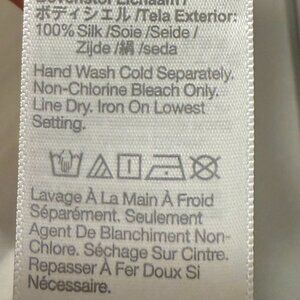 ボディシェル /Tela Exterior:
100% Silk /Soie /Seide /
Zijde /絹 /seda
Hand Wash Cold Separately.
Non-Chlorine Bleach Only.
Line Dry. Iron On Lowest
Setting.
Lavage À La Main À Froid
Séparément. Seulement
Agent De Blanchiment Non-
Chlore. Séchage Sur Cintre.
Repasser À Fer Doux Si
Nécessaire.